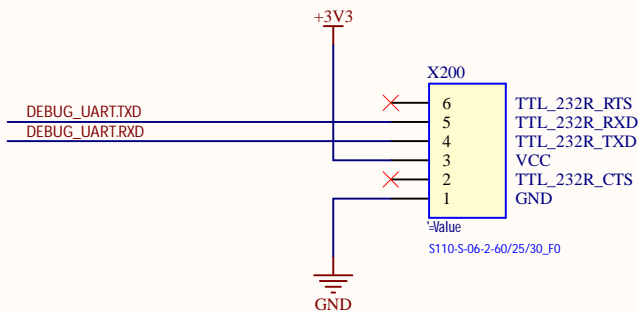 +3V3
X200
DEBUG_UART.TXD
DEBUG_UART.RXD
6 TTL_232R_RTS
5 TTL_232R_RXD
4 TTL_232R_TXD
3 VCC
2 TTL_232R_CTS
1 GND
'=Value
S110-S-06-2-60/25/30_F0
GND